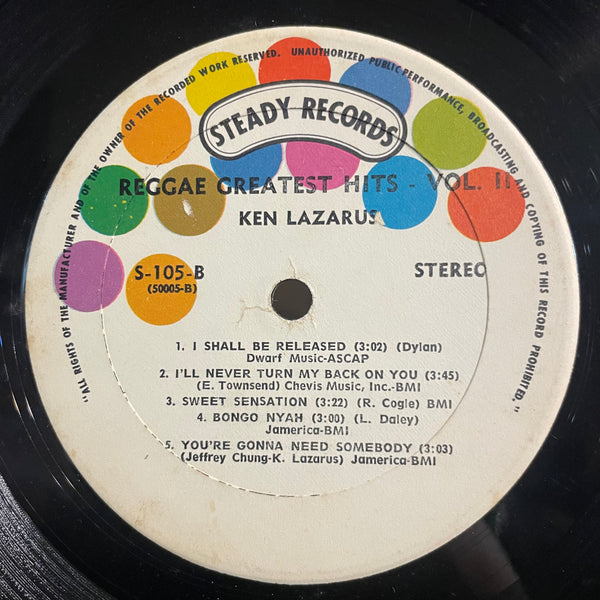 "ALL RIGHTS OF THE MANUFACTURER AND OF THE OWNER OF THE RECORDED WORK RESERVED. UNAUTHORIZED PUBLIC PERFORMANCE, BROADCASTING AND COPYING OF THIS RECORD PROHIBITED."
STEADY RECORDS
REGGAE GREATEST HITS - VOL. II
KEN LAZARUS
S-105-B
STEREO
(50005-B)
1. I SHALL BE RELEASED (3:02) (Dylan)
Dwarf Music-ASCAP
2. I'LL NEVER TURN MY BACK ON YOU (3:45)
(E. Townsend) Chevis Music, Inc.-BMI
3. SWEET SENSATION (3:22) (R. Cogle) BMI
4. BONGO NYAH (3:00) (L. Daley)
Jamerica-BMI
5. YOU'RE GONNA NEED SOMEBODY (3:03)
(Jeffrey Chung-K. Lazarus) Jamerica-BMI